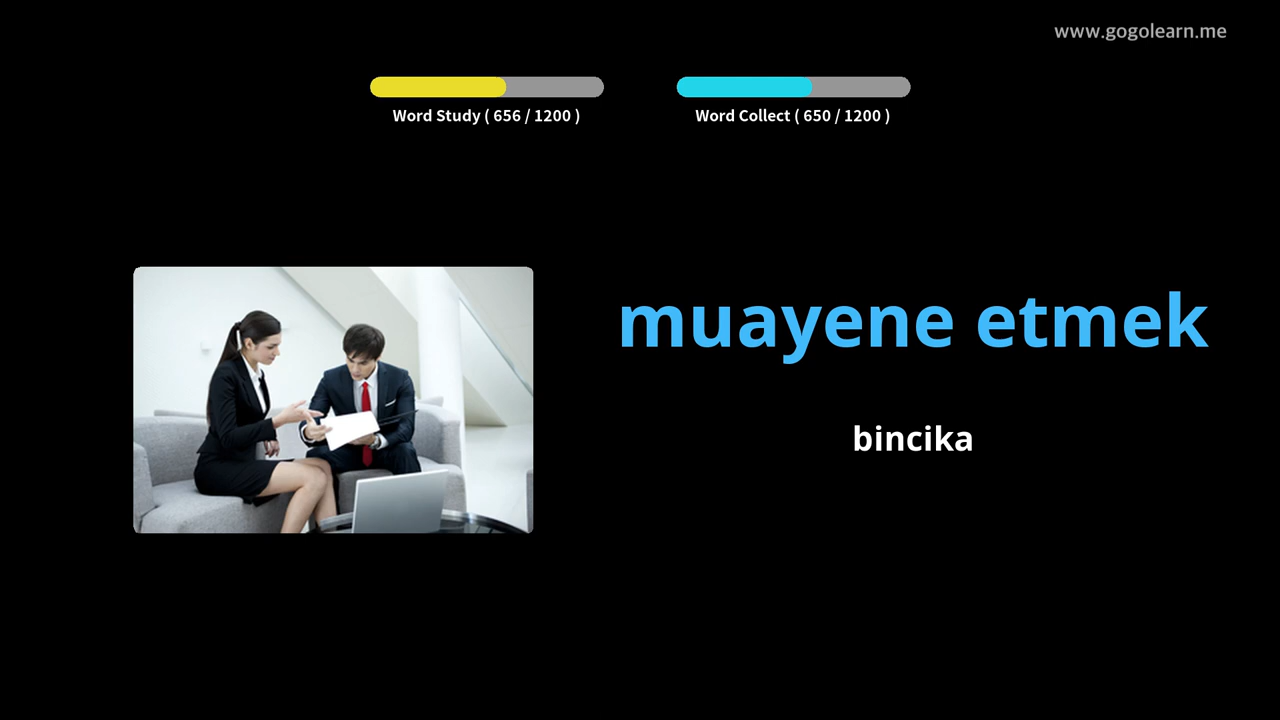 www.gogolearn.me
Word Study ( 656 / 1200 )
Word Collect ( 650 / 1200 )
muayene etmek
bincika